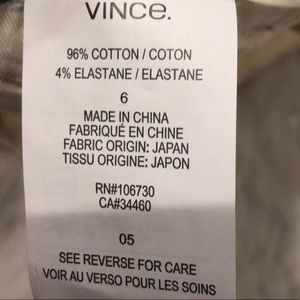 VINCE.
96% COTTON / COTON
4% ELASTANE / ELASTANE
6
MADE IN CHINA
FABRIQUÉ EN CHINE
FABRIC ORIGIN: JAPAN
TISSU ORIGINE: JAPON
RN#106730
CA#34460
05
SEE REVERSE FOR CARE
VOIR AU VERSO POUR LES SOINS